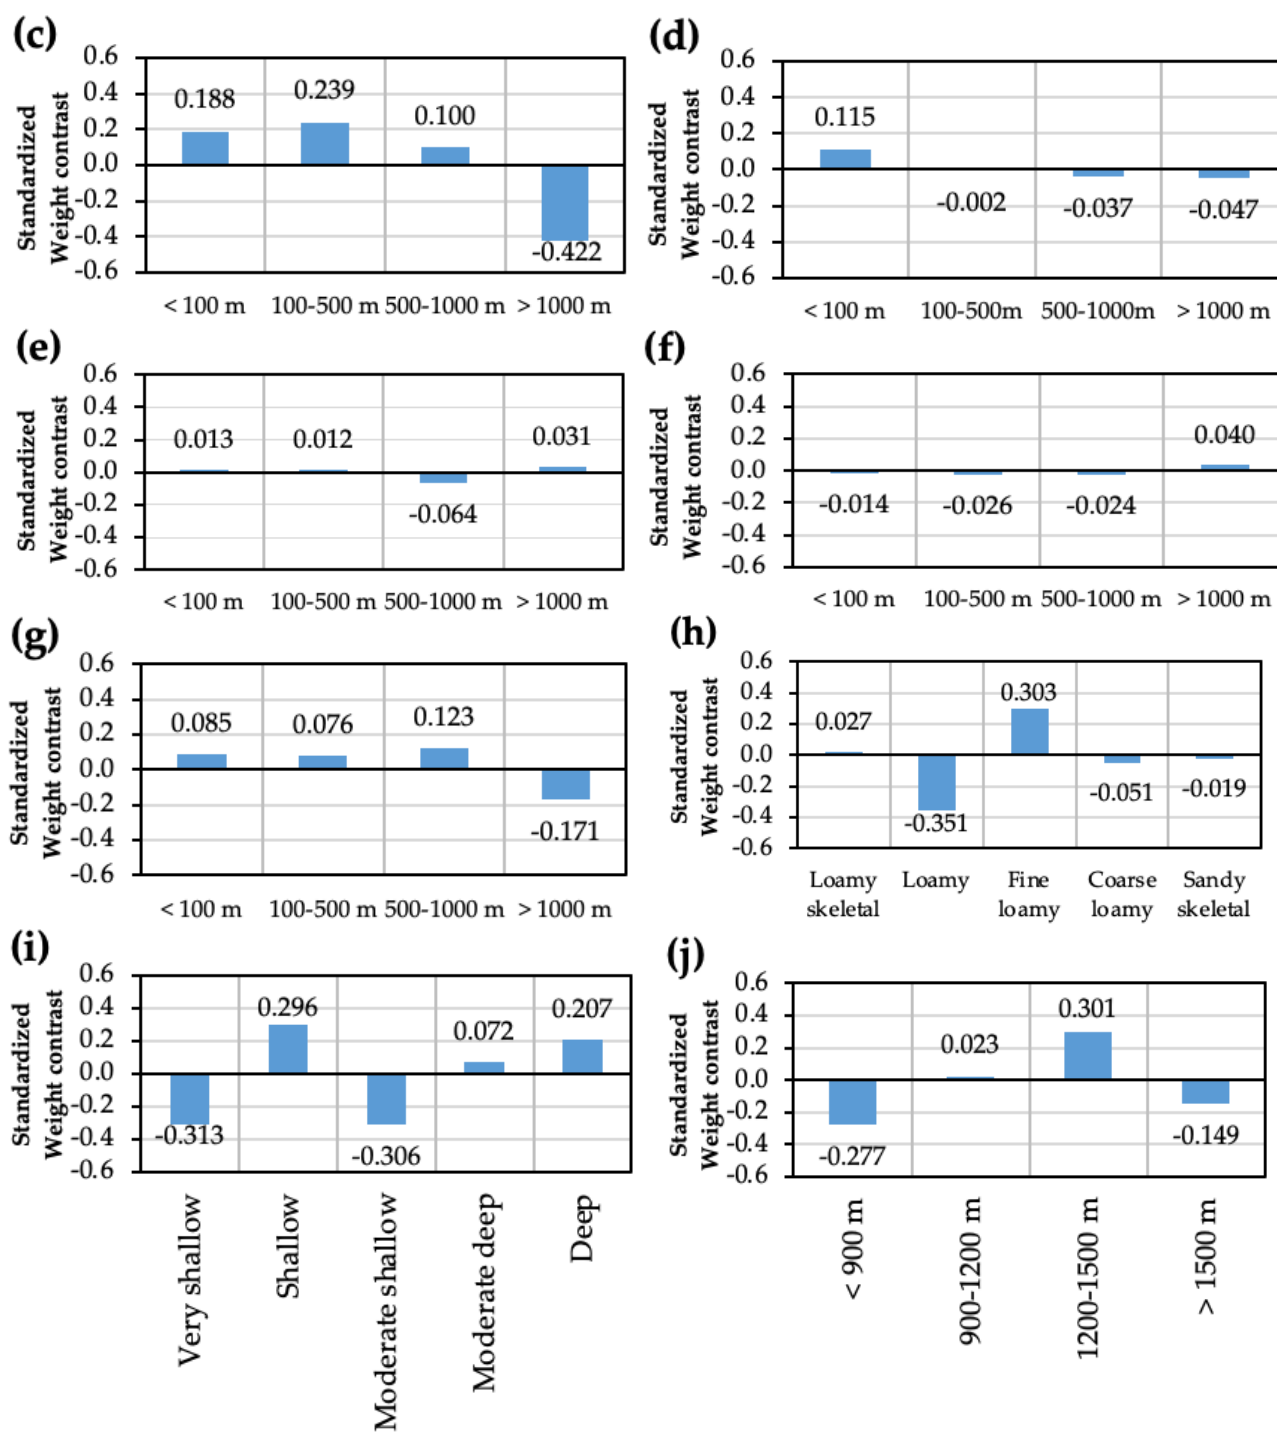 (c)
Standardized
Weight contrast
0.6
0.4
0.2
0.0
-0.2
-0.4
-0.6
0.188
0.239
0.100
-0.422
< 100 m
100-500 m
500-1000 m
> 1000 m
(d)
Standardized
Weight contrast
0.6
0.4
0.2
0.0
-0.2
-0.4
-0.6
0.115
-0.002
-0.037
-0.047
< 100 m
100-500m
500-1000m
> 1000 m
(e)
Standardized
Weight contrast
0.6
0.4
0.2
0.0
-0.2
-0.4
-0.6
0.013
0.012
-0.064
0.031
< 100 m
100-500 m
500-1000 m
> 1000 m
(f)
Standardized
Weight contrast
0.6
0.4
0.2
0.0
-0.2
-0.4
-0.6
-0.014
-0.026
-0.024
0.040
< 100 m
100-500 m
500-1000 m
> 1000 m
(g)
Standardized
Weight contrast
0.6
0.4
0.2
0.0
-0.2
-0.4
-0.6
0.085
0.076
0.123
-0.171
< 100 m
100-500 m
500-1000 m
> 1000 m
(h)
Standardized
Weight contrast
0.6
0.4
0.2
0.0
-0.2
-0.4
-0.6
0.027
-0.351
0.303
-0.051
-0.019
Loamy
skeletal
Loamy
Fine
loamy
Coarse
loamy
Sandy
skeletal
(i)
Standardized
Weight contrast
0.6
0.4
0.2
0.0
-0.2
-0.4
-0.6
-0.313
0.296
-0.306
0.072
0.207
Very shallow
Shallow
Moderate shallow
Moderate deep
Deep
(j)
Standardized
Weight contrast
0.6
0.4
0.2
0.0
-0.2
-0.4
-0.6
-0.277
0.023
0.301
-0.149
< 900 m
900-1200 m
1200-1500 m
> 1500 m